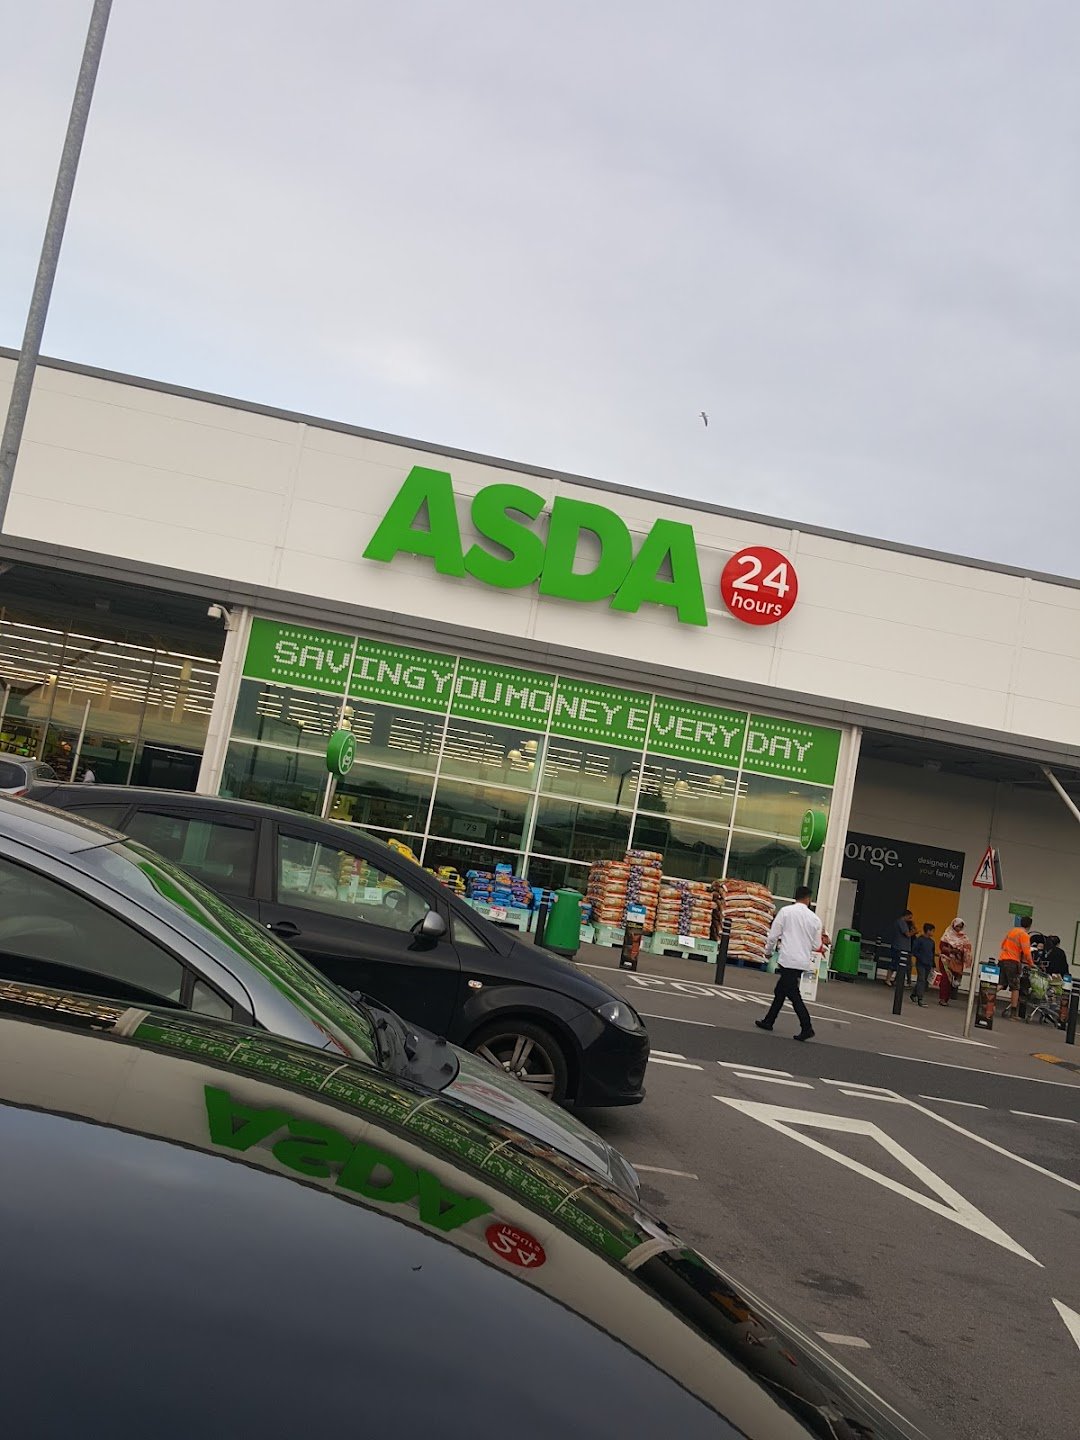 ASDA
24
hours
SAVING YOU MONEY EVERY DAY
orge.
designed for
your family